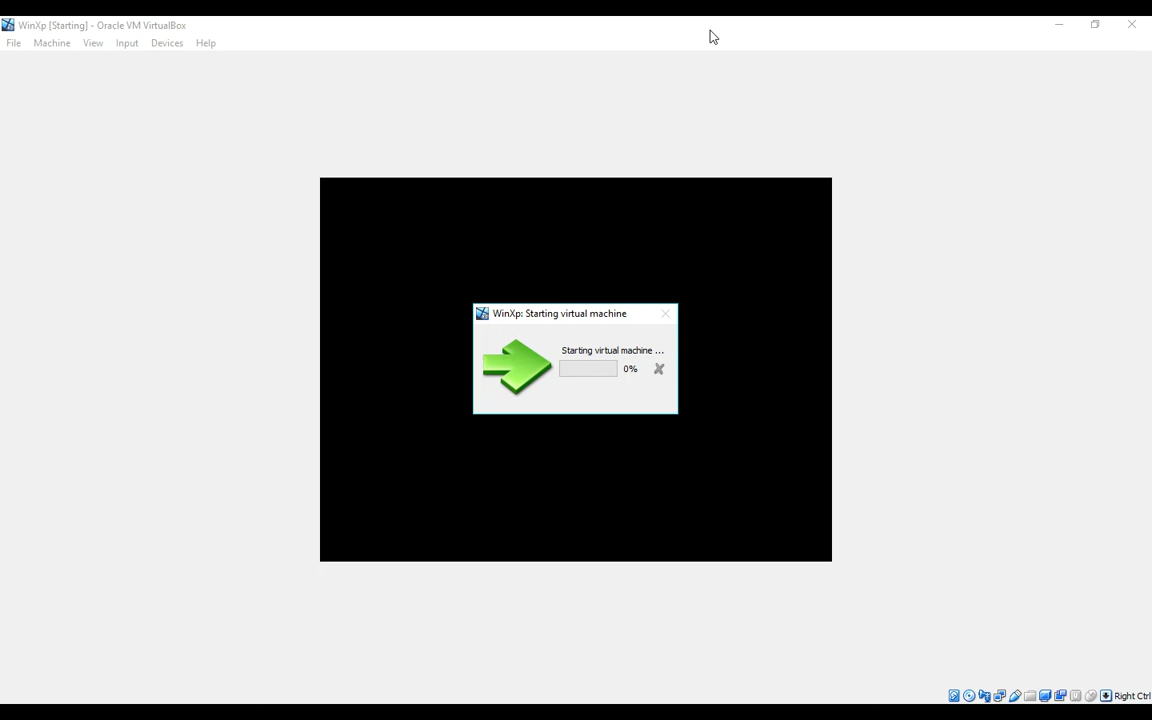 WinXp [Starting] - Oracle VM VirtualBox
File Machine View Input Devices Help
WinXp: Starting virtual machine
Starting virtual machine ...
0%
Right Ctrl